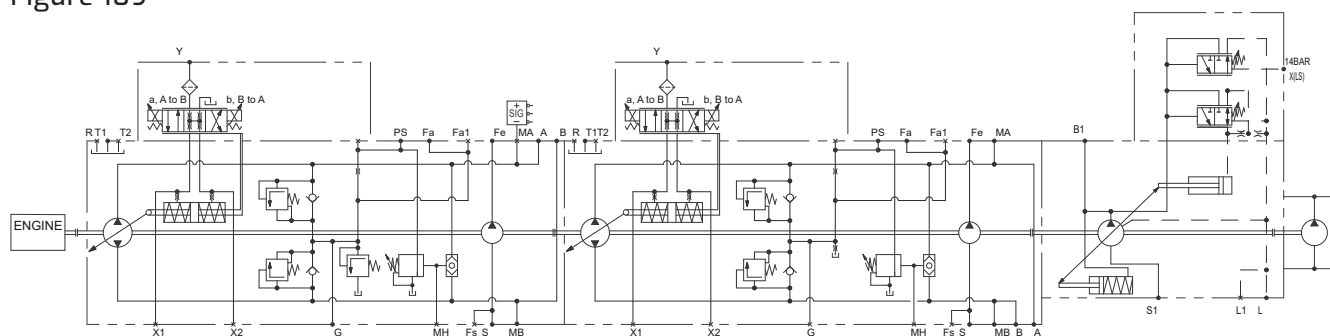 Figure 189
Y
Y
14BAR
X(LS)
a, A to B
b, B to A
a, A to B
b, B to A
+
SIG
−
R T1 T2
PS Fa Fa1 Fe MA A B R T1T2
PS Fa Fa1 Fe MA
B1
ENGINE
X1 X2 G MH Fs S MB
X1 X2 G MH Fs S MB B A
S1 L1 L